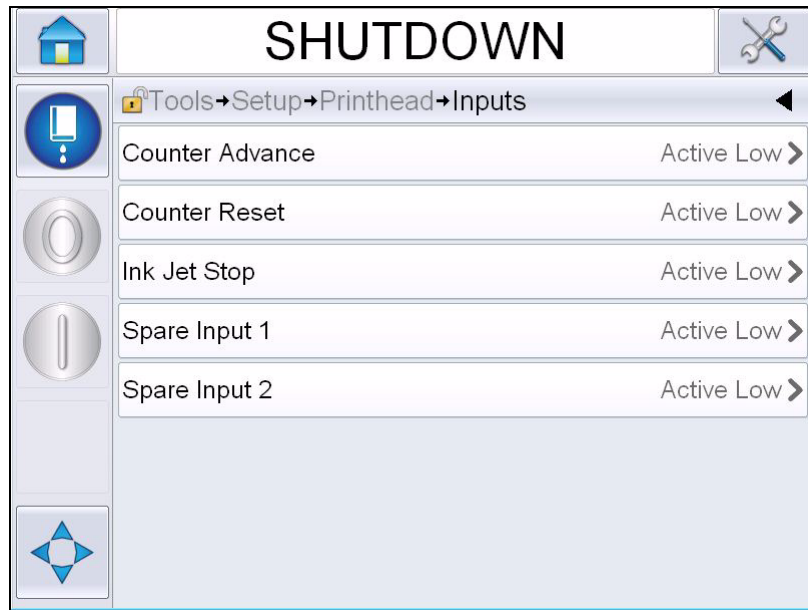 SHUTDOWN
Tools→Setup→Printhead→Inputs
Counter Advance Active Low
Counter Reset Active Low
Ink Jet Stop Active Low
Spare Input 1 Active Low
Spare Input 2 Active Low